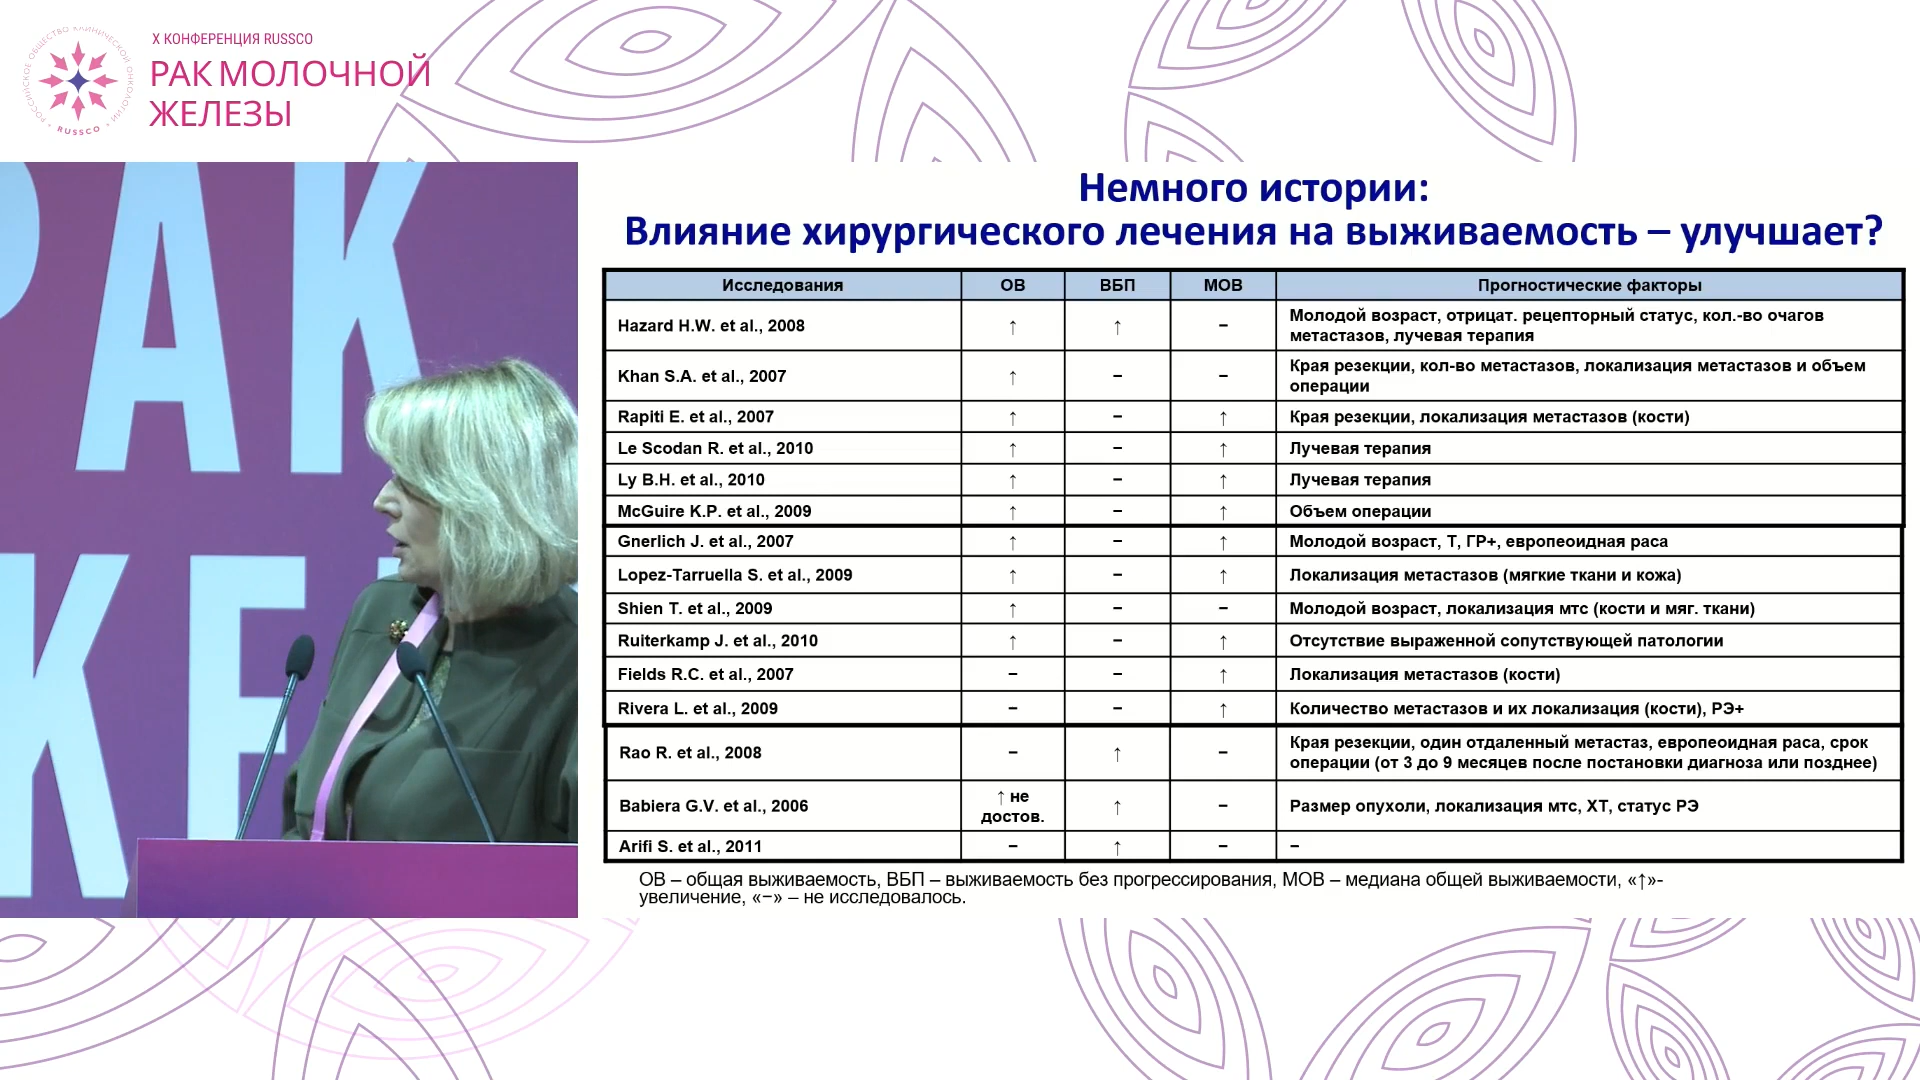 X КОНФЕРЕНЦИЯ RUSSCO
РАК МОЛОЧНОЙ
ЖЕЛЕЗЫ
РОССИЙСКОЕ ОБЩЕСТВО КЛИНИЧЕСКОЙ ОНКОЛОГИИ
RUSSCO
РАК
ЖЕ
Немного истории:
Влияние хирургического лечения на выживаемость – улучшает?
Исследования ОВ ВБП МОВ Прогностические факторы
Hazard H.W. et al., 2008 ↑ ↑ – Молодой возраст, отрицат. рецепторный статус, кол.-во очагов
метастазов, лучевая терапия
Khan S.A. et al., 2007 ↑ – – Края резекции, кол-во метастазов, локализация метастазов и объем
операции
Rapiti E. et al., 2007 ↑ – ↑ Края резекции, локализация метастазов (кости)
Le Scodan R. et al., 2010 ↑ – ↑ Лучевая терапия
Ly B.H. et al., 2010 ↑ – ↑ Лучевая терапия
McGuire K.P. et al., 2009 ↑ – ↑ Объем операции
Gnerlich J. et al., 2007 ↑ – ↑ Молодой возраст, T, ГР+, европеоидная раса
Lopez-Tarruella S. et al., 2009 ↑ – ↑ Локализация метастазов (мягкие ткани и кожа)
Shien T. et al., 2009 ↑ – – Молодой возраст, локализация мтс (кости и мяг. ткани)
Ruiterkamp J. et al., 2010 ↑ – ↑ Отсутствие выраженной сопутствующей патологии
Fields R.C. et al., 2007 – – ↑ Локализация метастазов (кости)
Rivera L. et al., 2009 – – ↑ Количество метастазов и их локализация (кости), РЭ+
Rao R. et al., 2008 – ↑ – Края резекции, один отдаленный метастаз, европеоидная раса, срок
операции (от 3 до 9 месяцев после постановки диагноза или позднее)
Babiera G.V. et al., 2006 ↑ не достов. ↑ – Размер опухоли, локализация мтс, ХТ, статус РЭ
Arifi S. et al., 2011 – ↑ – –
ОВ – общая выживаемость, ВБП – выживаемость без прогрессирования, МОВ – медиана общей выживаемости, «↑»-
увеличение, «−» – не исследовалось.